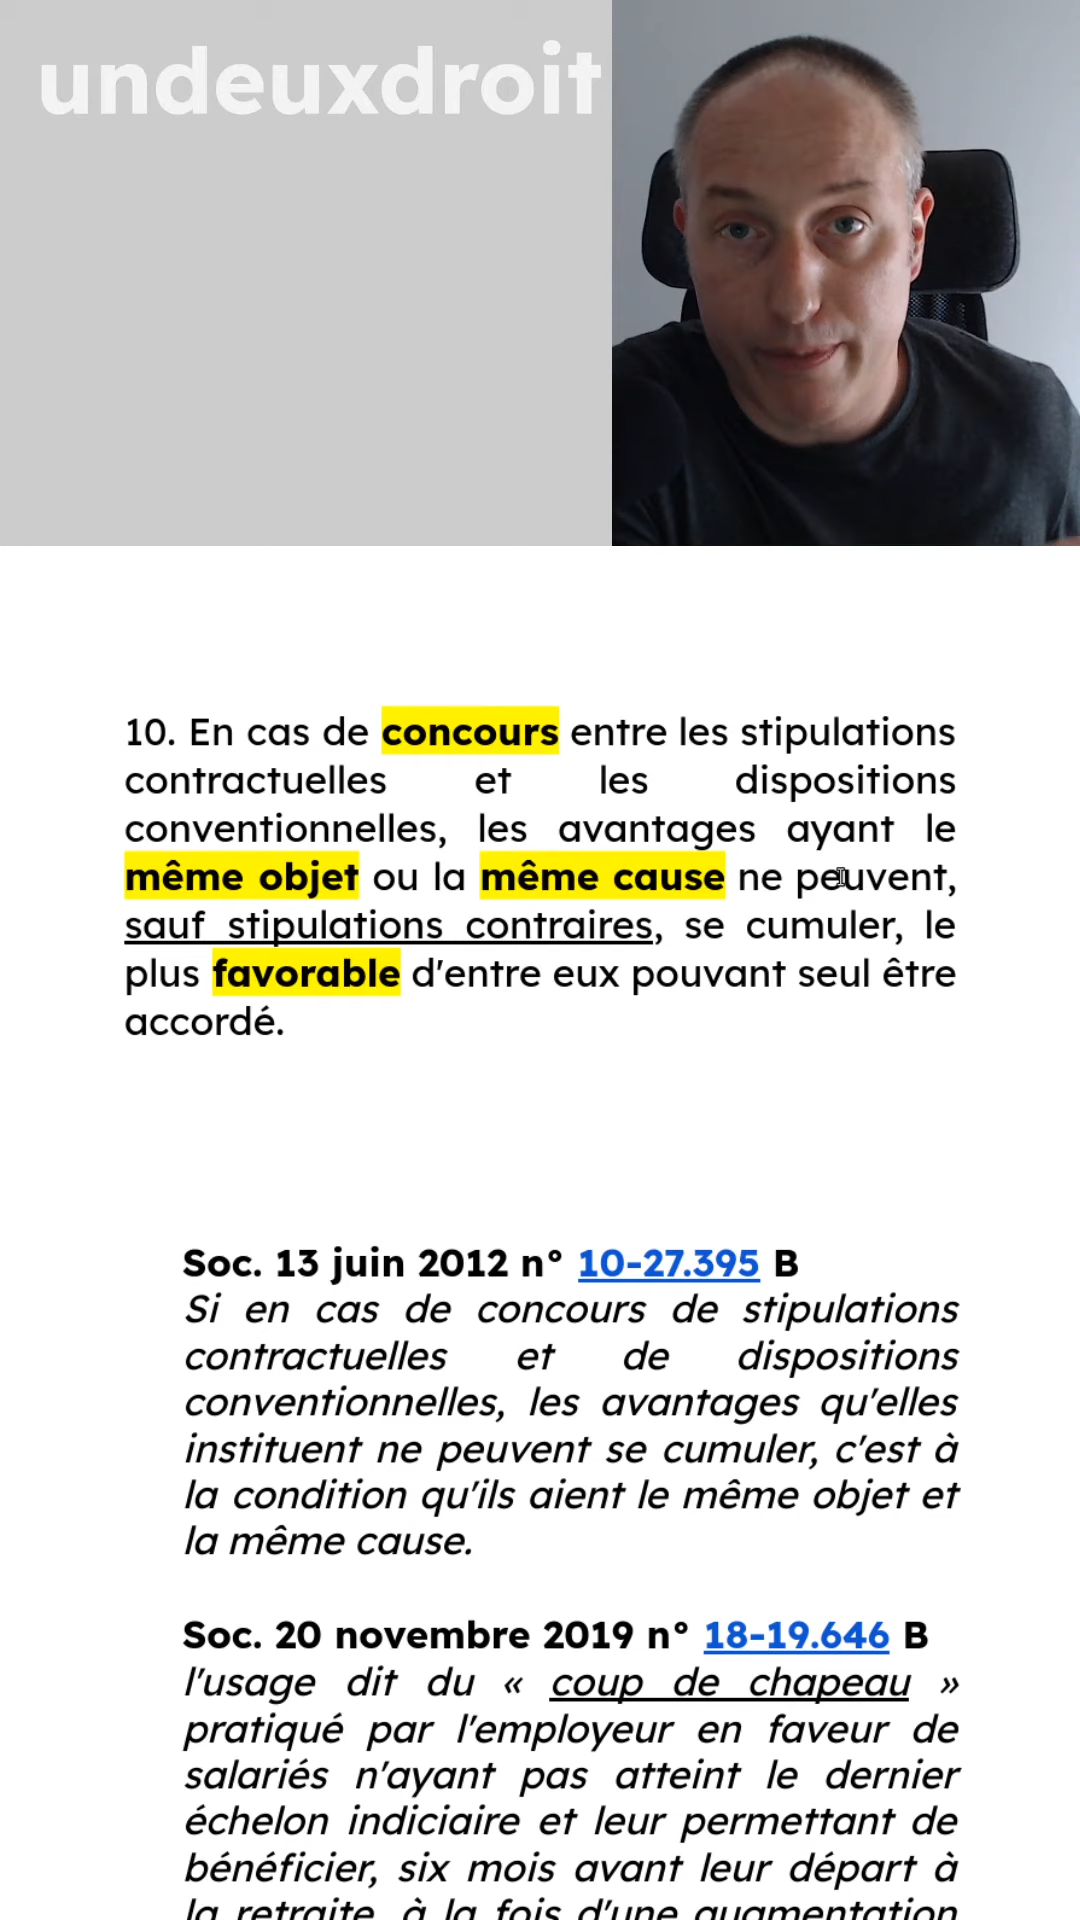 undeuxdroit
10. En cas de concours entre les stipulations
contractuelles et les dispositions
conventionnelles, les avantages ayant le
même objet ou la même cause ne peuvent,
sauf stipulations contraires, se cumuler, le
plus favorable d'entre eux pouvant seul être
accordé.
Soc. 13 juin 2012 n° 10-27.395 B
Si en cas de concours de stipulations
contractuelles et de dispositions
conventionnelles, les avantages qu'elles
instituent ne peuvent se cumuler, c'est à
la condition qu'ils aient le même objet et
la même cause.
Soc. 20 novembre 2019 n° 18-19.646 B
l'usage dit du « coup de chapeau »
pratiqué par l'employeur en faveur de
salariés n'ayant pas atteint le dernier
échelon indiciaire et leur permettant de
bénéficier, six mois avant leur départ à
la retraite, à la fois d'une augmentation